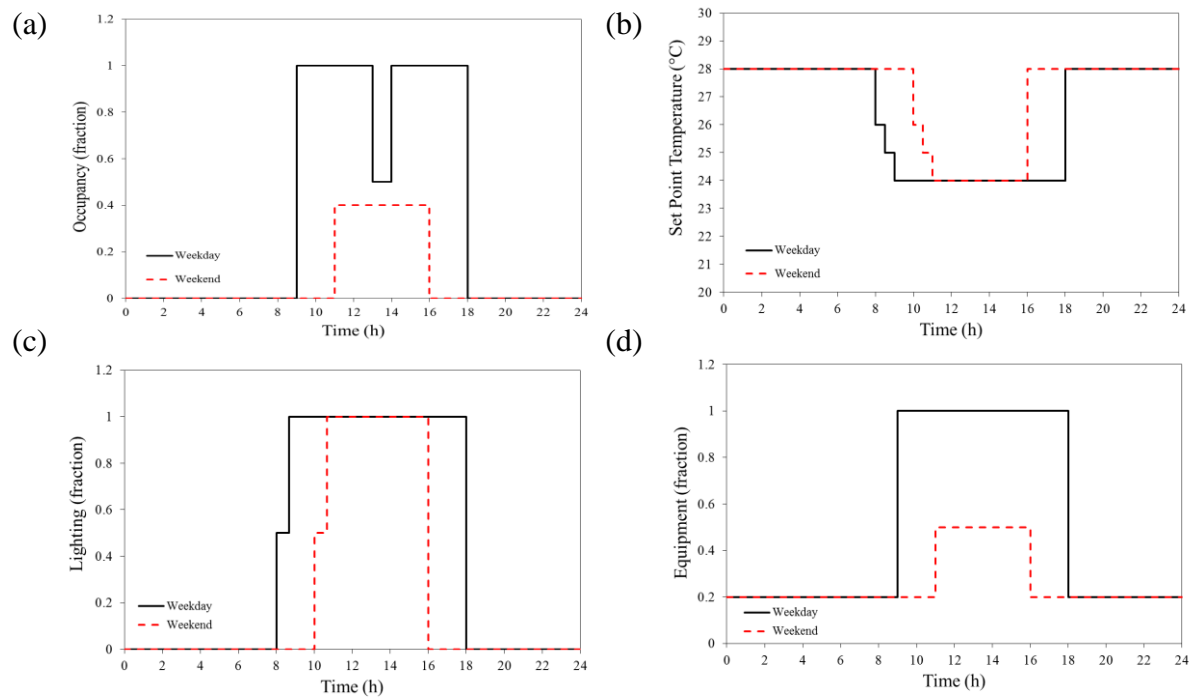 (a)
1.2
1
0.8
0.6
0.4
0.2
0
Occupancy (fraction)
Weekday
Weekend
0 2 4 6 8 10 12 14 16 18 20 22 24
Time (h)
(b)
30
29
28
27
26
25
24
23
22
21
20
Set Point Temperature (°C)
Weekday
Weekend
0 2 4 6 8 10 12 14 16 18 20 22 24
Time (h)
(c)
1.2
1
0.8
0.6
0.4
0.2
0
Lighting (fraction)
Weekday
Weekend
0 2 4 6 8 10 12 14 16 18 20 22 24
Time (h)
(d)
1.2
1
0.8
0.6
0.4
0.2
0
Equipment (fraction)
Weekday
Weekend
0 2 4 6 8 10 12 14 16 18 20 22 24
Time (h)